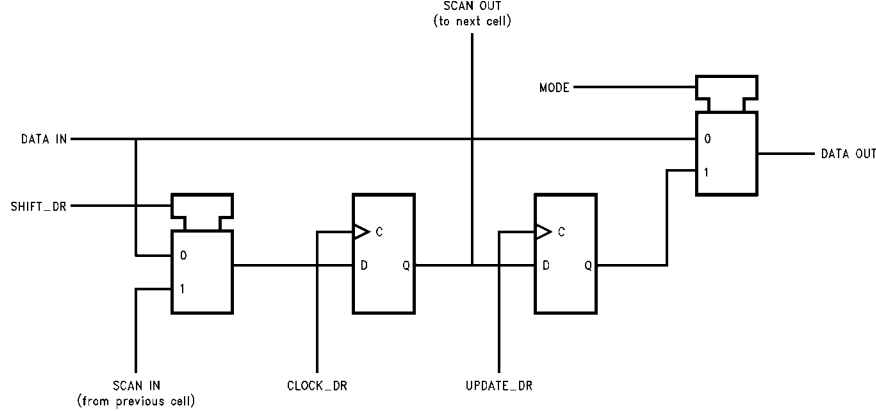 SCAN OUT
(to next cell)
MODE
DATA IN
0
1
DATA OUT
SHIFT_DR
0
1
C
D Q
C
D Q
SCAN IN
(from previous cell)
CLOCK_DR
UPDATE_DR